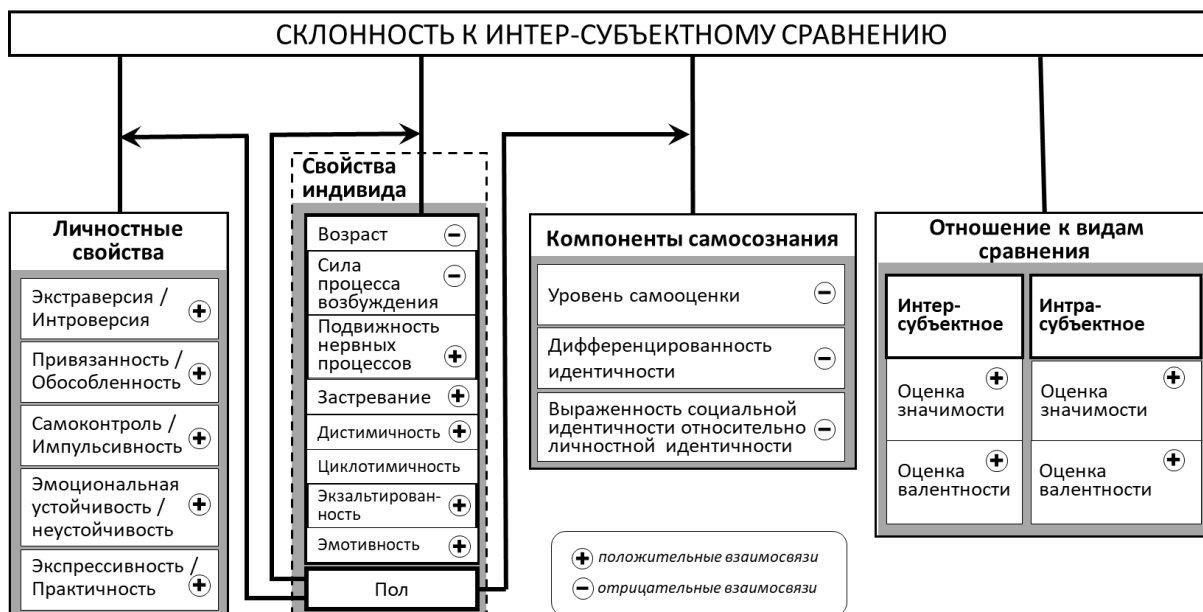 СКЛОННОСТЬ К ИНТЕР-СУБЪЕКТНОМУ СРАВНЕНИЮ
Личностные
свойства
Экстраверсия /
Интроверсия
+
Привязанность /
Обособленность
+
Самоконтроль /
Импульсивность
+
Эмоциональная
устойчивость /
неустойчивость
+
Экспрессивность /
Практичность
+
Свойства
индивида
Возраст −
Сила
процесса
возбуждения
−
Подвижность
нервных
процессов
+
Застревание +
Дистимичность +
Циклотимичность
Экзальтирован-
ность
+
Эмотивность +
Пол
Компоненты самосознания
Уровень самооценки −
Дифференцированность
идентичности
−
Выраженность социальной
идентичности относительно
личностной идентичности
−
Отношение к видам
сравнения
Интер-
субъектное
Оценка
значимости
+
Оценка
валентности
+
Интра-
субъектное
Оценка
значимости
+
Оценка
валентности
+
+ положительные взаимосвязи
− отрицательные взаимосвязи